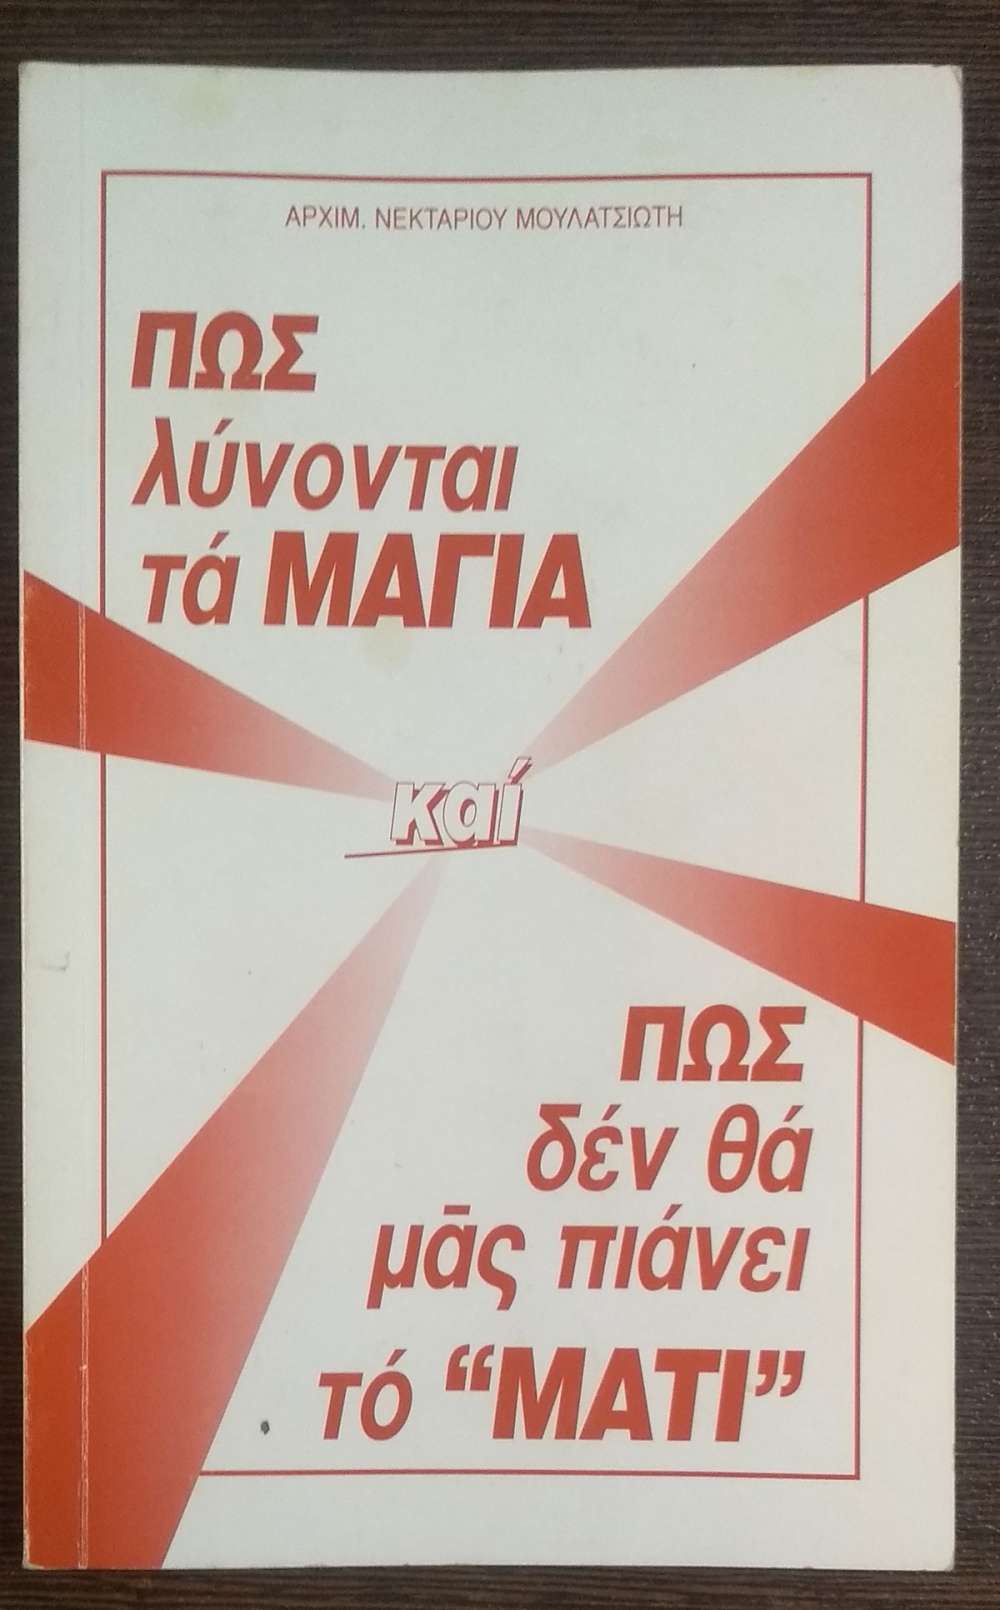 ΑΡΧΙΜ. ΝΕΚΤΑΡΙΟΥ ΜΟΥΛΑΤΣΙΩΤΗ
ΠΩΣ
λύνονται
τά ΜΑΓΙΑ
καί
ΠΩΣ
δέν θά
μᾶς πιάνει
τό “ΜΑΤΙ”